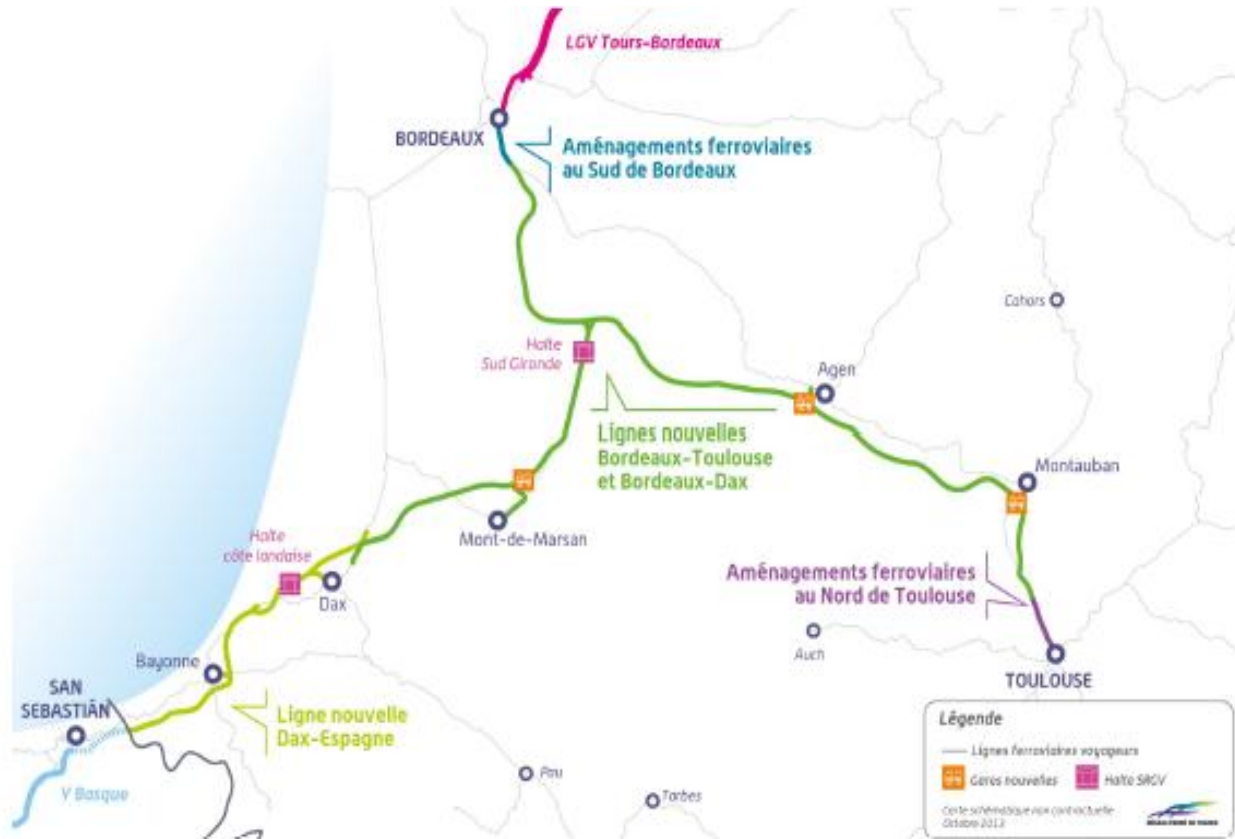 LGV Tours-Bordeaux
BORDEAUX
Aménagements ferroviaires
au Sud de Bordeaux
Cahors
Halte
Sud Gironde
Agen
Lignes nouvelles
Bordeaux-Toulouse
et Bordeaux-Dax
Montauban
Mont-de-Marsan
Halte
côte landaise
Dax
Aménagements ferroviaires
au Nord de Toulouse
Auch
Bayonne
TOULOUSE
SAN
SEBASTIÁN
Ligne nouvelle
Dax-Espagne
Y Basque
Pau
Tarbes
Légende
Lignes ferroviaires voyageurs
Gares nouvelles
Halte SRGV
Carte schématique non contractuelle
Octobre 2013